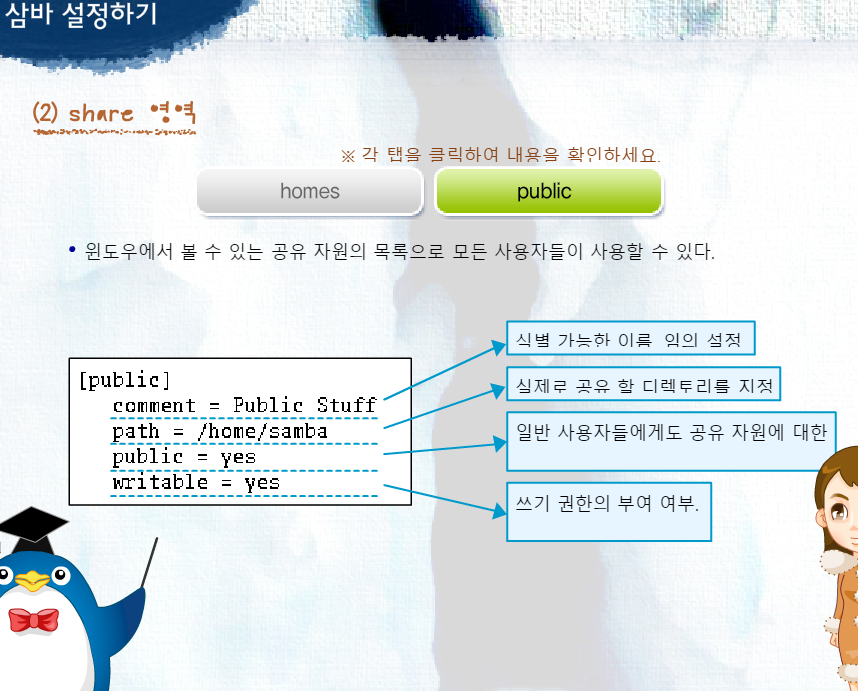 삼바 설정하기
(2) share 영역
※ 각 탭을 클릭하여 내용을 확인하세요.
homes
public
• 윈도우에서 볼 수 있는 공유 자원의 목록으로 모든 사용자들이 사용할 수 있다.
[public]
comment = Public Stuff
path = /home/samba
public = yes
writable = yes
식별 가능한 이름 임의 설정
실제로 공유 할 디렉토리를 지정
일반 사용자들에게도 공유 자원에 대한
쓰기 권한의 부여 여부.